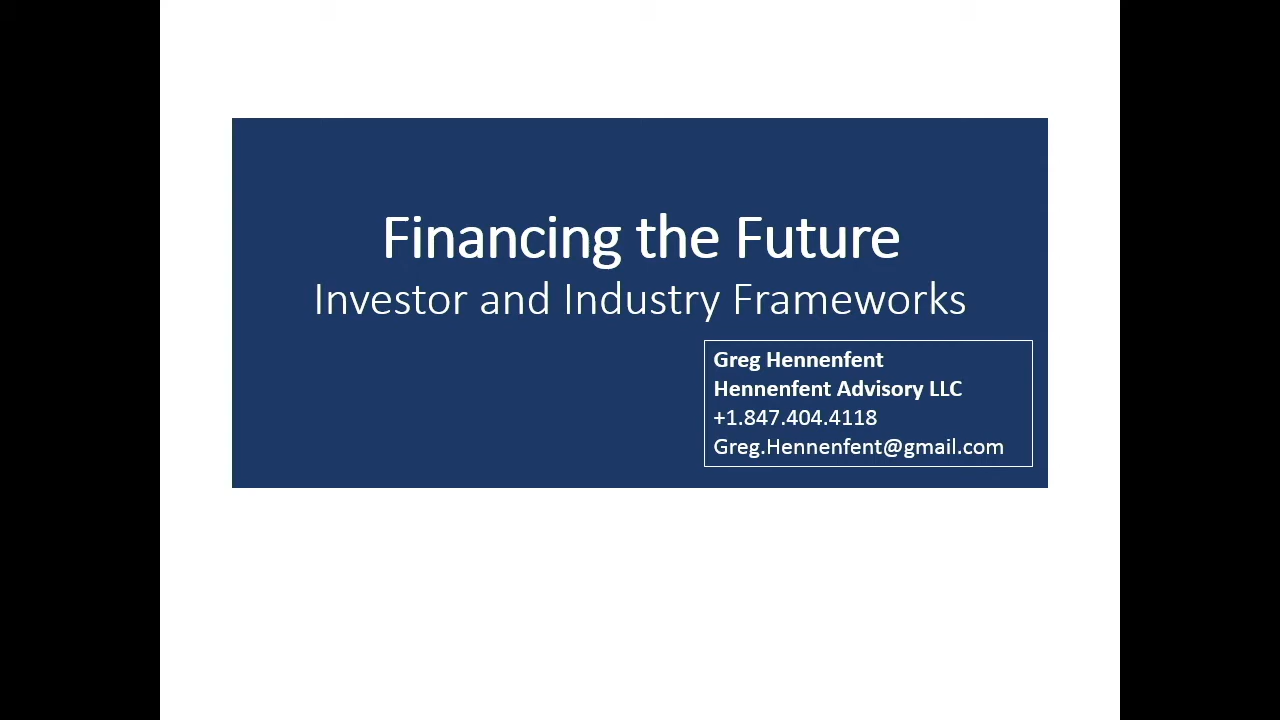 Financing the Future
Investor and Industry Frameworks
Greg Hennenfent
Hennenfent Advisory LLC
+1.847.404.4118
Greg.Hennenfent@gmail.com